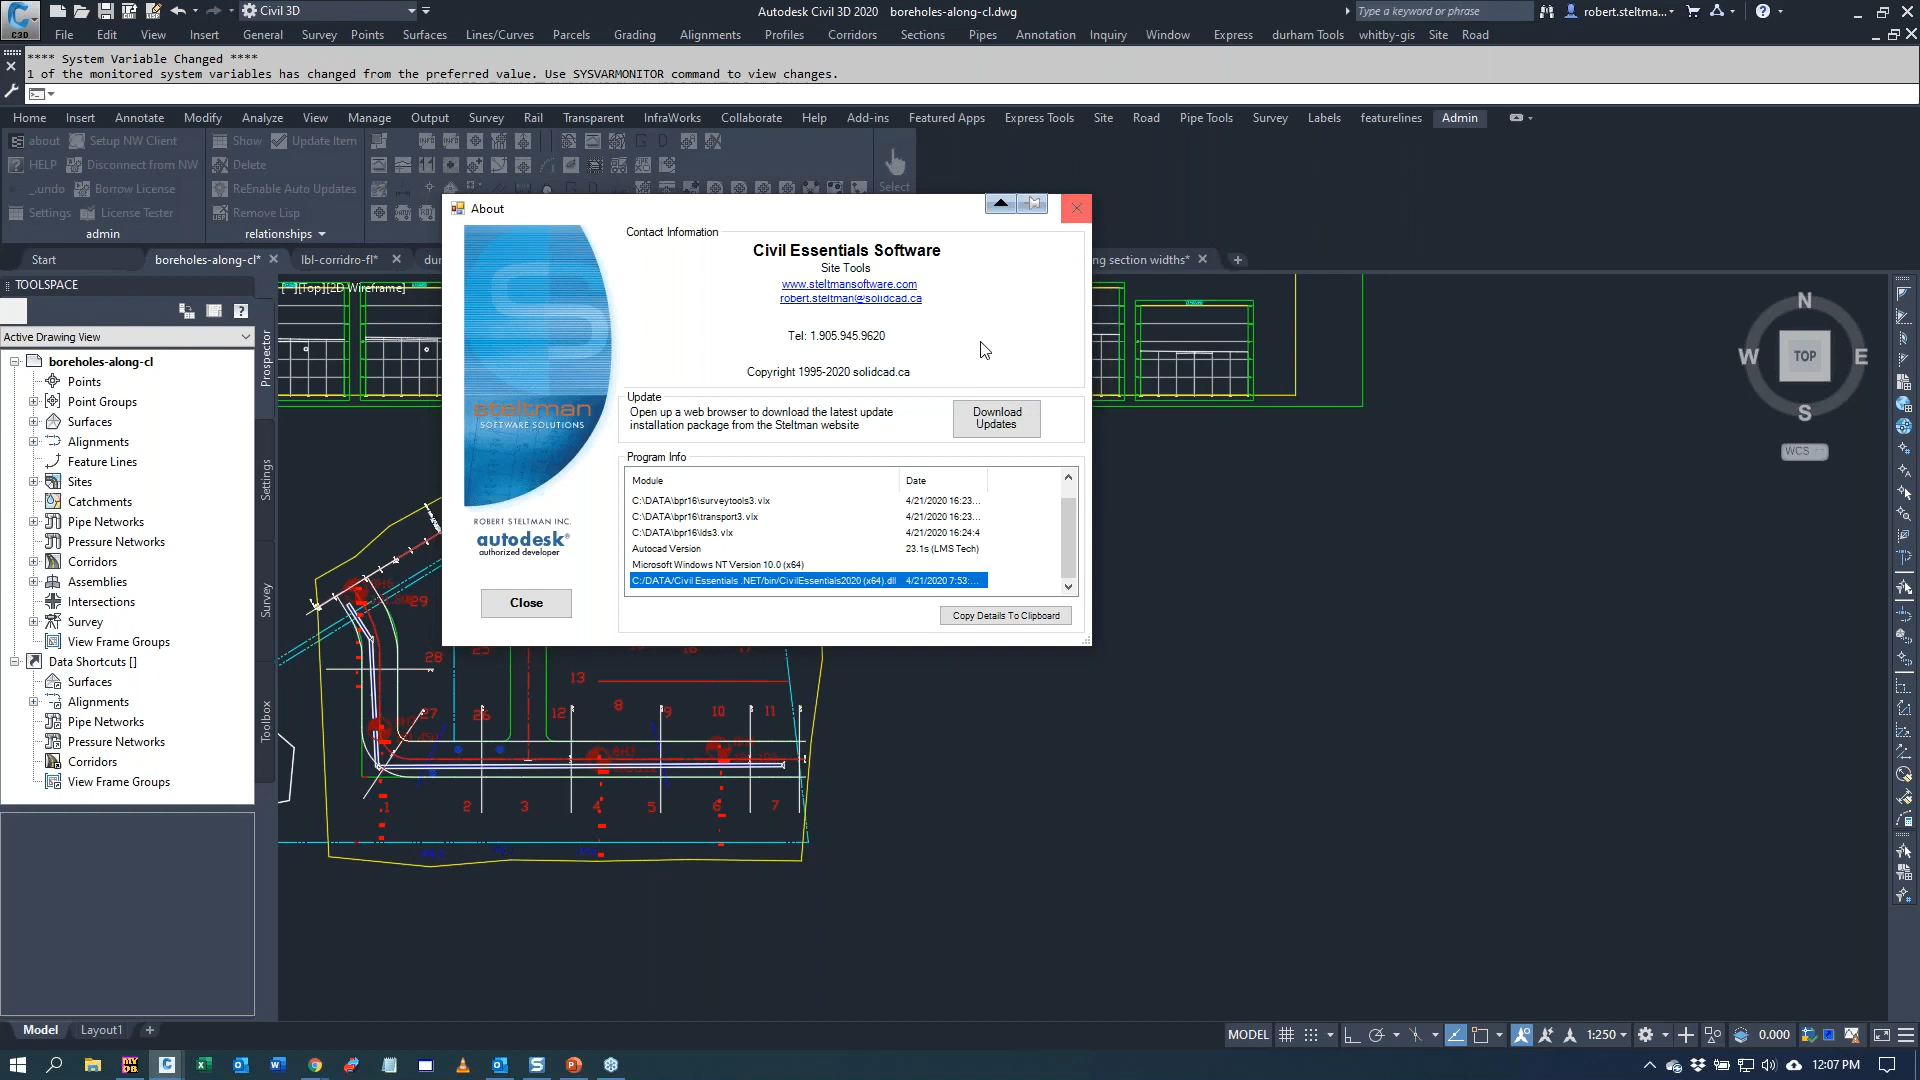 Civil 3D
Autodesk Civil 3D 2020 boreholes-along-cl.dwg
Type a keyword or phrase
robert.steltma...
C3D
File Edit View Insert General Survey Points Surfaces Lines/Curves Parcels Grading Alignments Profiles Corridors Sections Pipes Annotation Inquiry Window Express durham Tools whitby-gis Site Road
**** System Variable Changed ****
1 of the monitored system variables has changed from the preferred value. Use SYSVARMONITOR command to view changes.
Home Insert Annotate Modify Analyze View Manage Output Survey Rail Transparent InfraWorks Collaborate Help Add-ins Featured Apps Express Tools Site Road Pipe Tools Survey Labels featurelines Admin
about Setup NW Client Show Update Item
HELP Disconnect from NW Delete
_.undo Borrow License ReEnable Auto Updates
Select
Settings License Tester Remove Lisp
admin relationships
Start boreholes-along-cl* lbl-corridro-fl* ng section widths*
TOOLSPACE
[Top][2D Wireframe]
Active Drawing View
boreholes-along-cl
Points
Point Groups
Surfaces
Alignments
Feature Lines
Sites
Catchments
Pipe Networks
Pressure Networks
Corridors
Assemblies
Intersections
Survey
View Frame Groups
Data Shortcuts []
Surfaces
Alignments
Pipe Networks
Pressure Networks
Corridors
View Frame Groups
Prospector
Settings
Survey
Toolbox
About
Contact Information
Civil Essentials Software
Site Tools
www.steltmansoftware.com
robert.steltman@solidcad.ca
Tel: 1.905.945.9620
Copyright 1995-2020 solidcad.ca
steltman
SOFTWARE SOLUTIONS
ROBERT STELTMAN INC.
autodesk®
authorized developer
Close
Update
Open up a web browser to download the latest update
installation package from the Steltman website
Download
Updates
Program Info
Module Date
C:\DATA\bpr16\surveytools3.vlx 4/21/2020 16:23...
C:\DATA\bpr16\transport3.vlx 4/21/2020 16:23...
C:\DATA\bpr16\lds3.vlx 4/21/2020 16:24:4
Autocad Version 23.1s (LMS Tech)
Microsoft Windows NT Version 10.0 (x64)
C:/DATA/Civil Essentials .NET/bin/CivilEssentials2020 (x64).dll 4/21/2020 7:53:...
Copy Details To Clipboard
N
W TOP E
S
WCS
29
28
13
8
27 26 12 9 10 11
1 2 3 4 5 6 7
Model Layout1
MODEL 1:250 0.000
12:07 PM